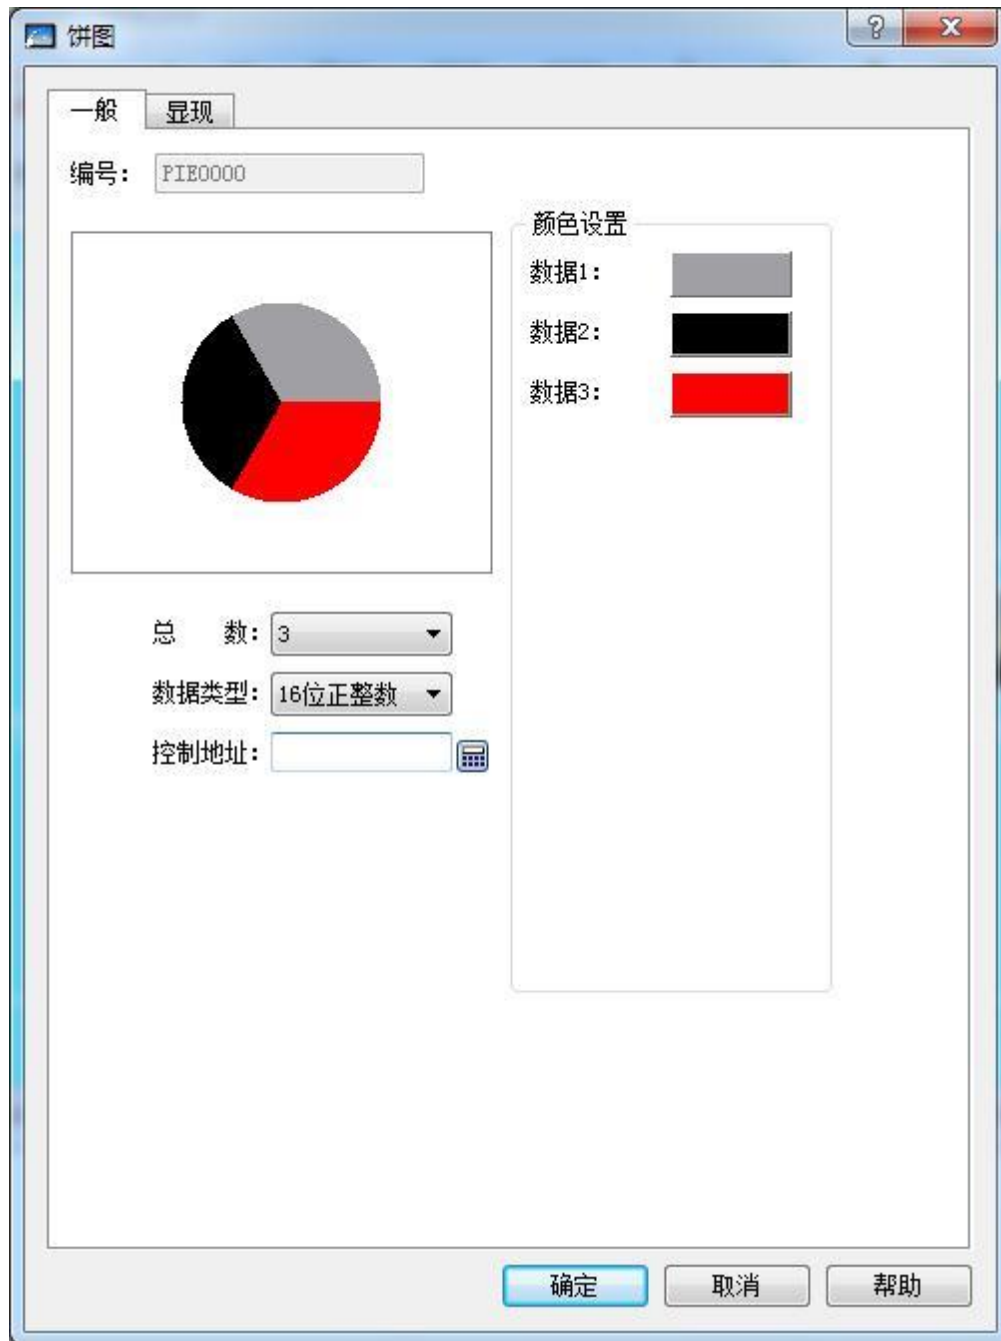 饼图
一般 显现
编号: PIE0000
颜色设置
数据1:
数据2:
数据3:
总 数: 3
数据类型: 16位正整数
控制地址:
确定 取消 帮助